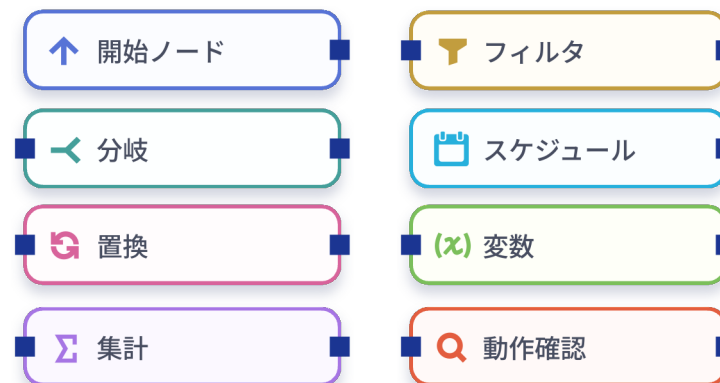 開始ノード
フィルタ
分岐
スケジュール
置換
(x) 変数
Σ 集計
動作確認